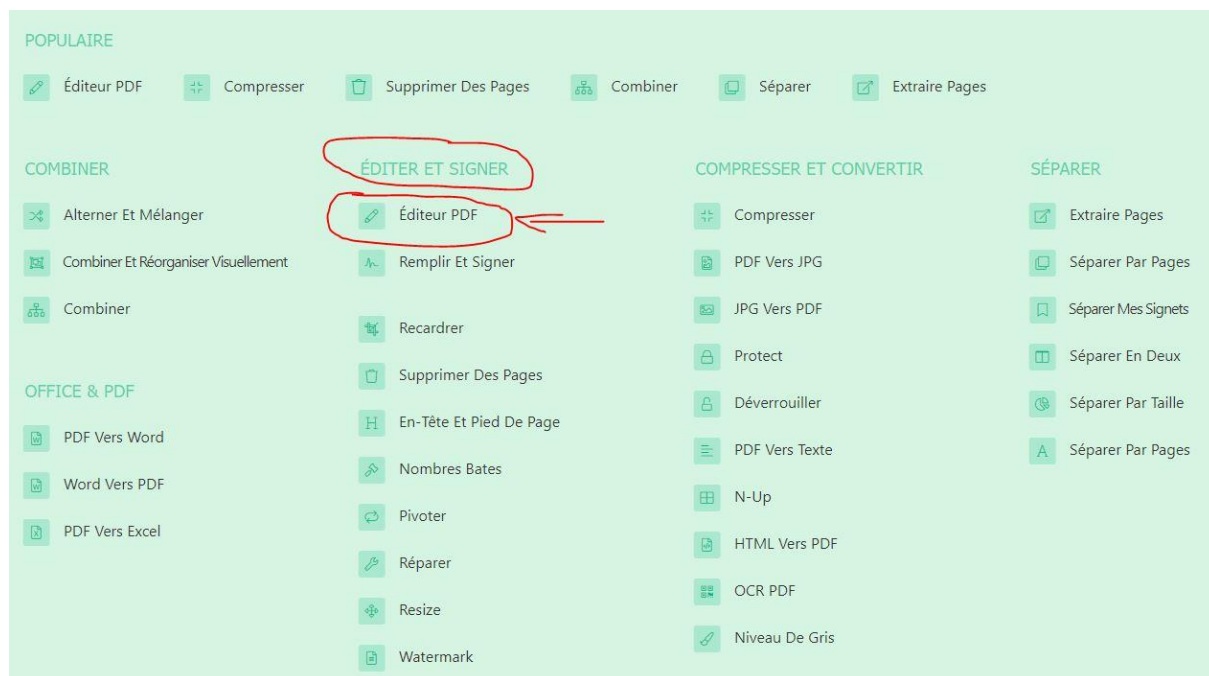 POPULAIRE
Éditeur PDF
Compresser
Supprimer Des Pages
Combiner
Séparer
Extraire Pages
COMBINER
Alterner Et Mélanger
Combiner Et Réorganiser Visuellement
Combiner
OFFICE & PDF
PDF Vers Word
Word Vers PDF
PDF Vers Excel
ÉDITER ET SIGNER
Éditeur PDF
Remplir Et Signer
Recardrer
Supprimer Des Pages
En-Tête Et Pied De Page
Nombres Bates
Pivoter
Réparer
Resize
Watermark
COMPRESSER ET CONVERTIR
Compresser
PDF Vers JPG
JPG Vers PDF
Protect
Déverrouiller
PDF Vers Texte
N-Up
HTML Vers PDF
OCR PDF
Niveau De Gris
SÉPARER
Extraire Pages
Séparer Par Pages
Séparer Mes Signets
Séparer En Deux
Séparer Par Taille
Séparer Par Pages